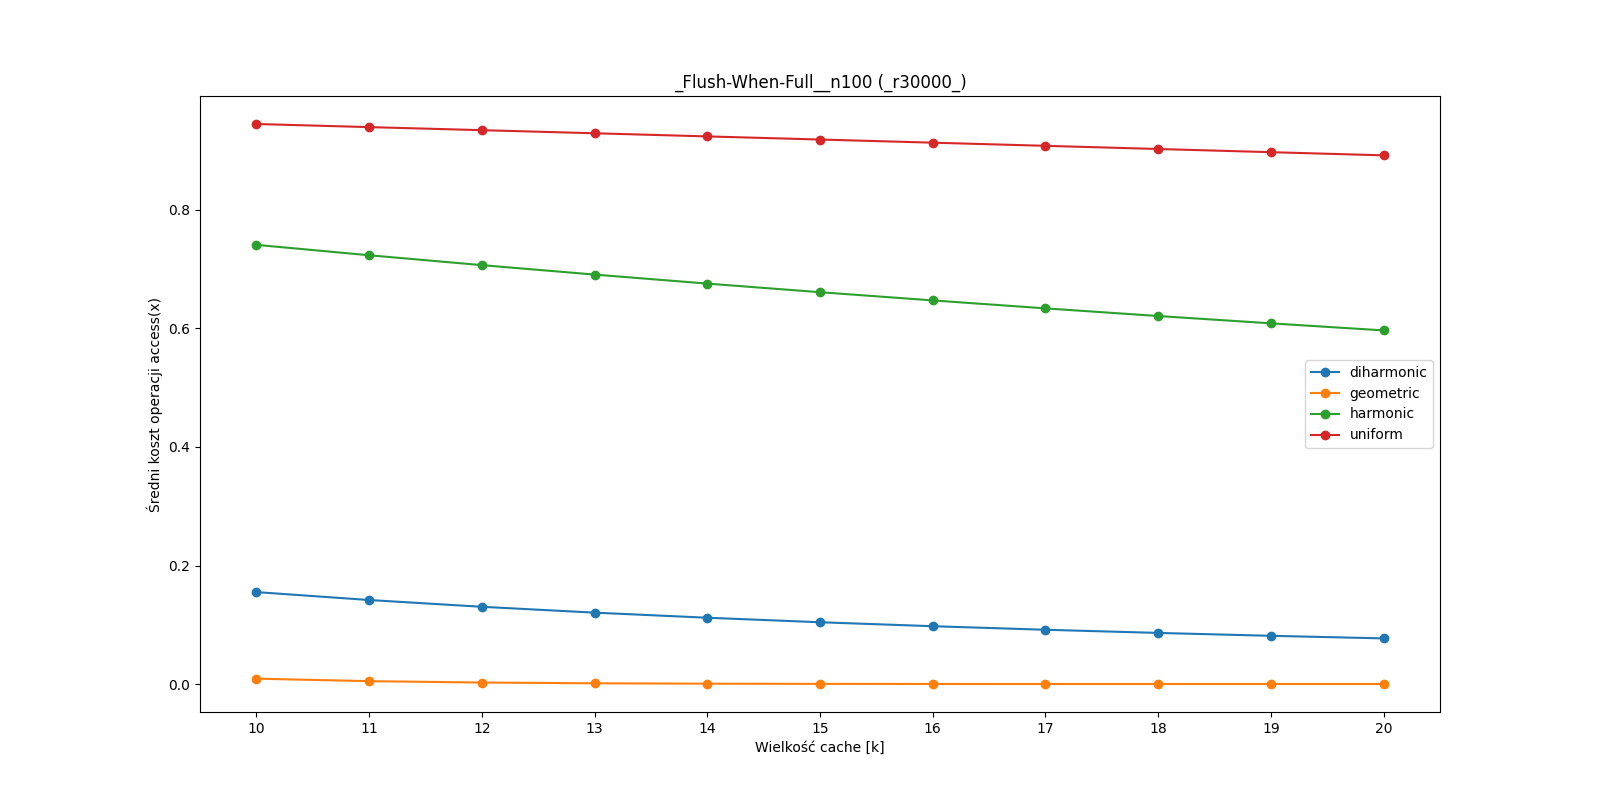 _Flush-When-Full__n100 (_r30000_)
Średni koszt operacji access(x)
0.8
0.6
0.4
0.2
0.0
diharmonic
geometric
harmonic
uniform
10 11 12 13 14 15 16 17 18 19 20
Wielkość cache [k]